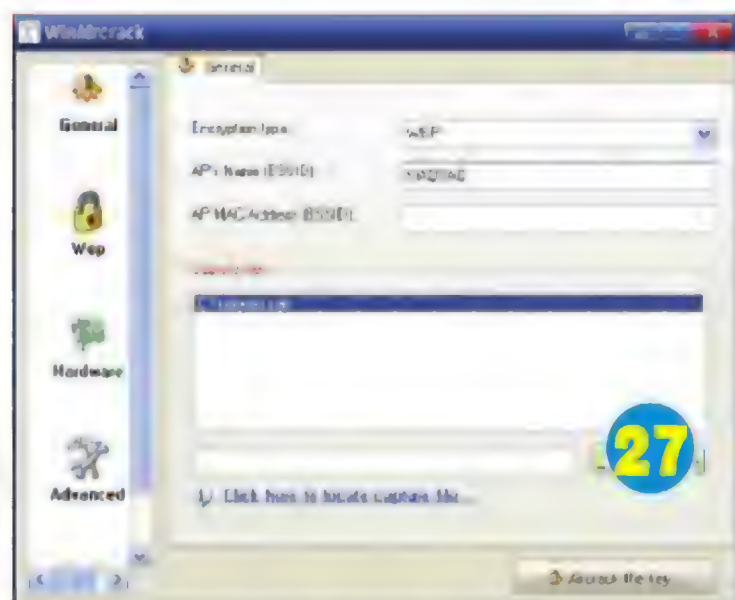 WinAircrack
General
General
Encryption type
WEP
AP's Name (ESSID)
AP MAC Address (BSSID)
Wep
Hardware
27
Advanced
Click here to locate capture file...
Aircrack the key